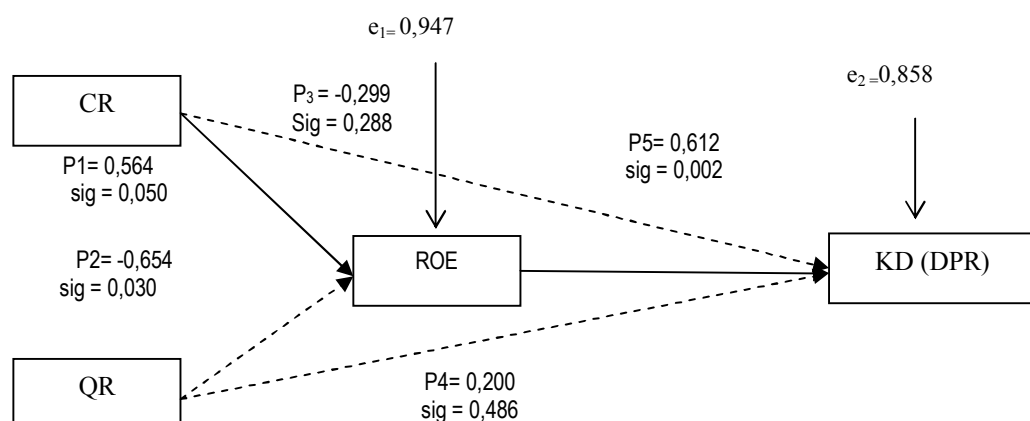 e1= 0,947
e2 =0,858
CR
P3 = -0,299
Sig = 0,288
P5= 0,612
sig = 0,002
P1= 0,564
sig = 0,050
P2= -0,654
sig = 0,030
ROE
KD (DPR)
QR
P4= 0,200
sig = 0,486